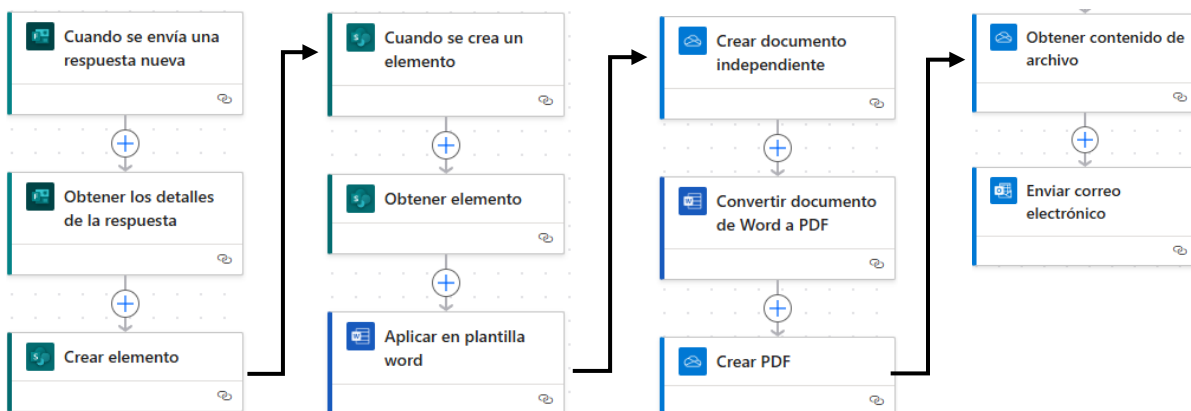 Cuando se envía una
respuesta nueva
Obtener los detalles
de la respuesta
Crear elemento
Cuando se crea un
elemento
Obtener elemento
Aplicar en plantilla
word
Crear documento
independiente
Convertir documento
de Word a PDF
Crear PDF
Obtener contenido de
archivo
Enviar correo
electrónico